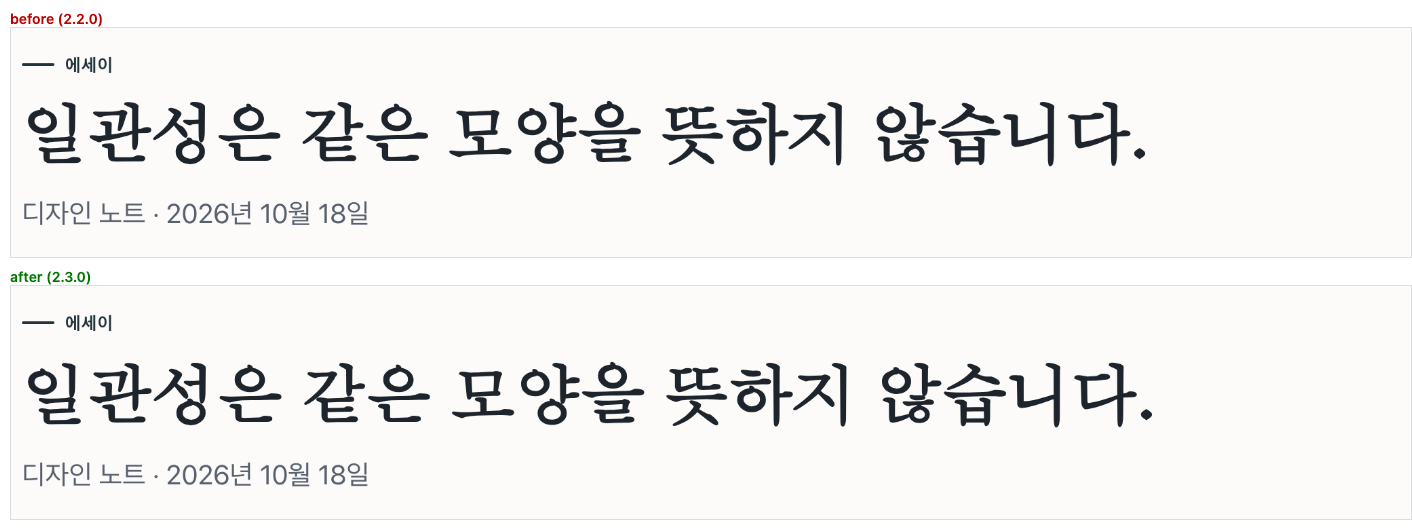 before (2.2.0)
에세이
일관성은 같은 모양을 뜻하지 않습니다.
디자인 노트 · 2026년 10월 18일
after (2.3.0)
에세이
일관성은 같은 모양을 뜻하지 않습니다.
디자인 노트 · 2026년 10월 18일